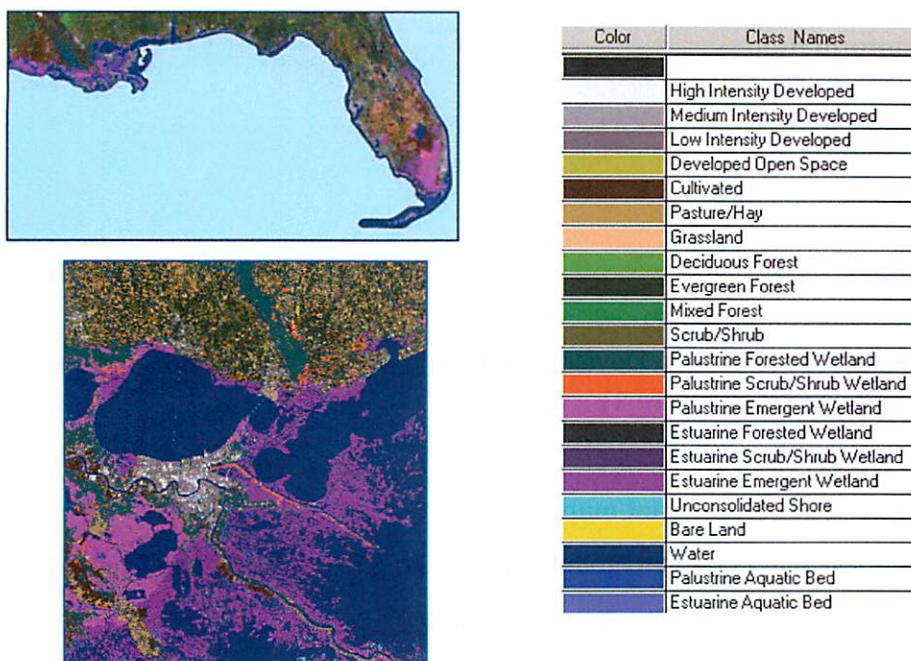 Color Class Names
High Intensity Developed
Medium Intensity Developed
Low Intensity Developed
Developed Open Space
Cultivated
Pasture/Hay
Grassland
Deciduous Forest
Evergreen Forest
Mixed Forest
Scrub/Shrub
Palustrine Forested Wetland
Palustrine Scrub/Shrub Wetland
Palustrine Emergent Wetland
Estuarine Forested Wetland
Estuarine Scrub/Shrub Wetland
Estuarine Emergent Wetland
Unconsolidated Shore
Bare Land
Water
Palustrine Aquatic Bed
Estuarine Aquatic Bed